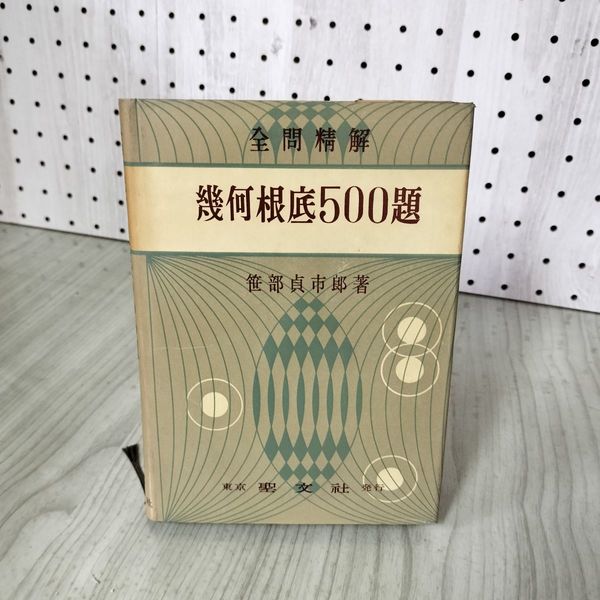 全問精解
幾何根底500題
笹部貞市郎著
東京 聖文社 発行